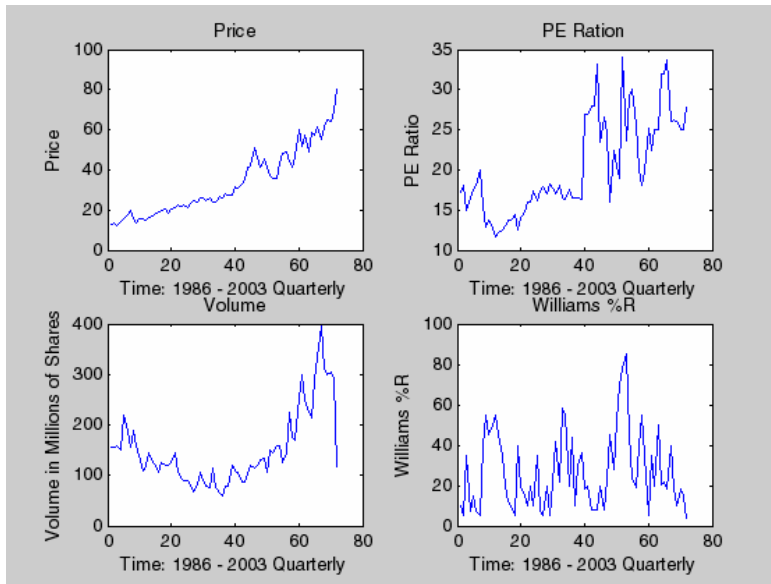 Price
100
80
60
40
20
0
Price
0 20 40 60 80
Time: 1986 - 2003 Quarterly
PE Ration
35
30
25
20
15
10
PE Ratio
0 20 40 60 80
Time: 1986 - 2003 Quarterly
Volume
400
300
200
100
0
Volume in Millions of Shares
0 20 40 60 80
Time: 1986 - 2003 Quarterly
Williams %R
100
80
60
40
20
0
Williams %R
0 20 40 60 80
Time: 1986 - 2003 Quarterly